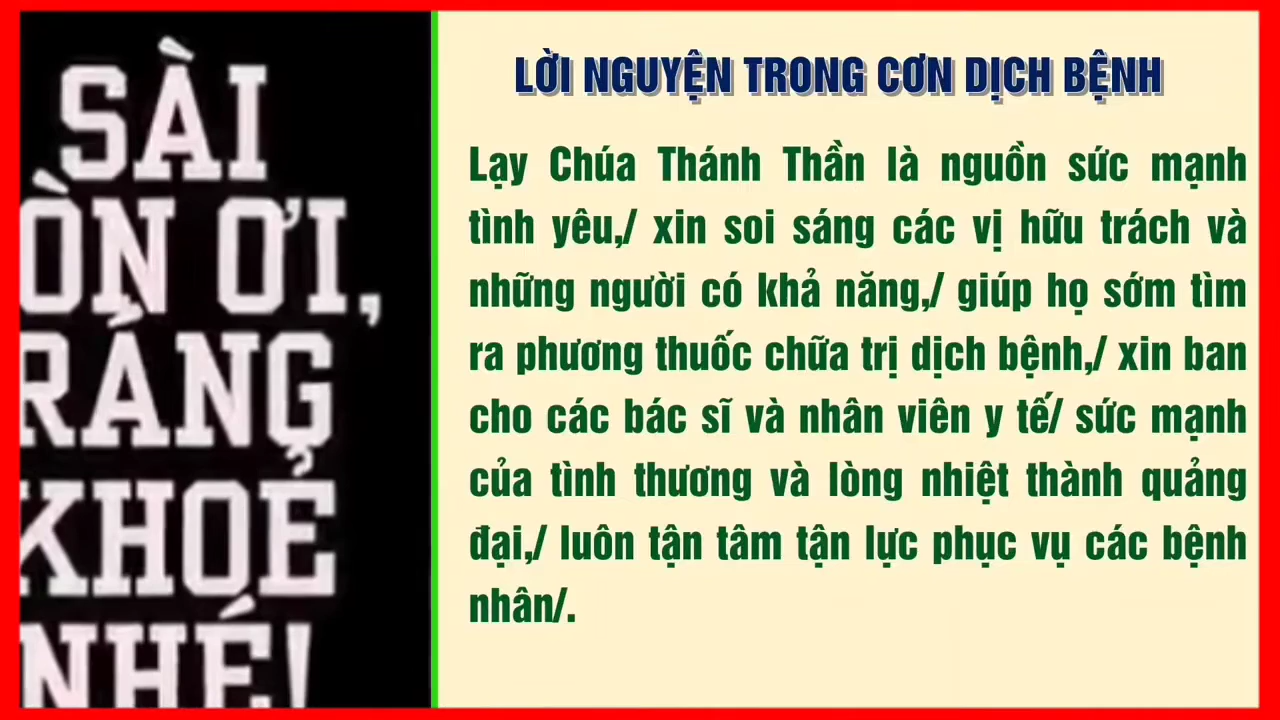 SÀI
ÒN ƠI,
RÁNG
KHOẺ
NHÉ!
LỜI NGUYỆN TRONG CƠN DỊCH BỆNH
Lạy Chúa Thánh Thần là nguồn sức mạnh
tình yêu,/ xin soi sáng các vị hữu trách và
những người có khả năng,/ giúp họ sớm tìm
ra phương thuốc chữa trị dịch bệnh,/ xin ban
cho các bác sĩ và nhân viên y tế/ sức mạnh
của tình thương và lòng nhiệt thành quảng
đại,/ luôn tận tâm tận lực phục vụ các bệnh
nhân/.